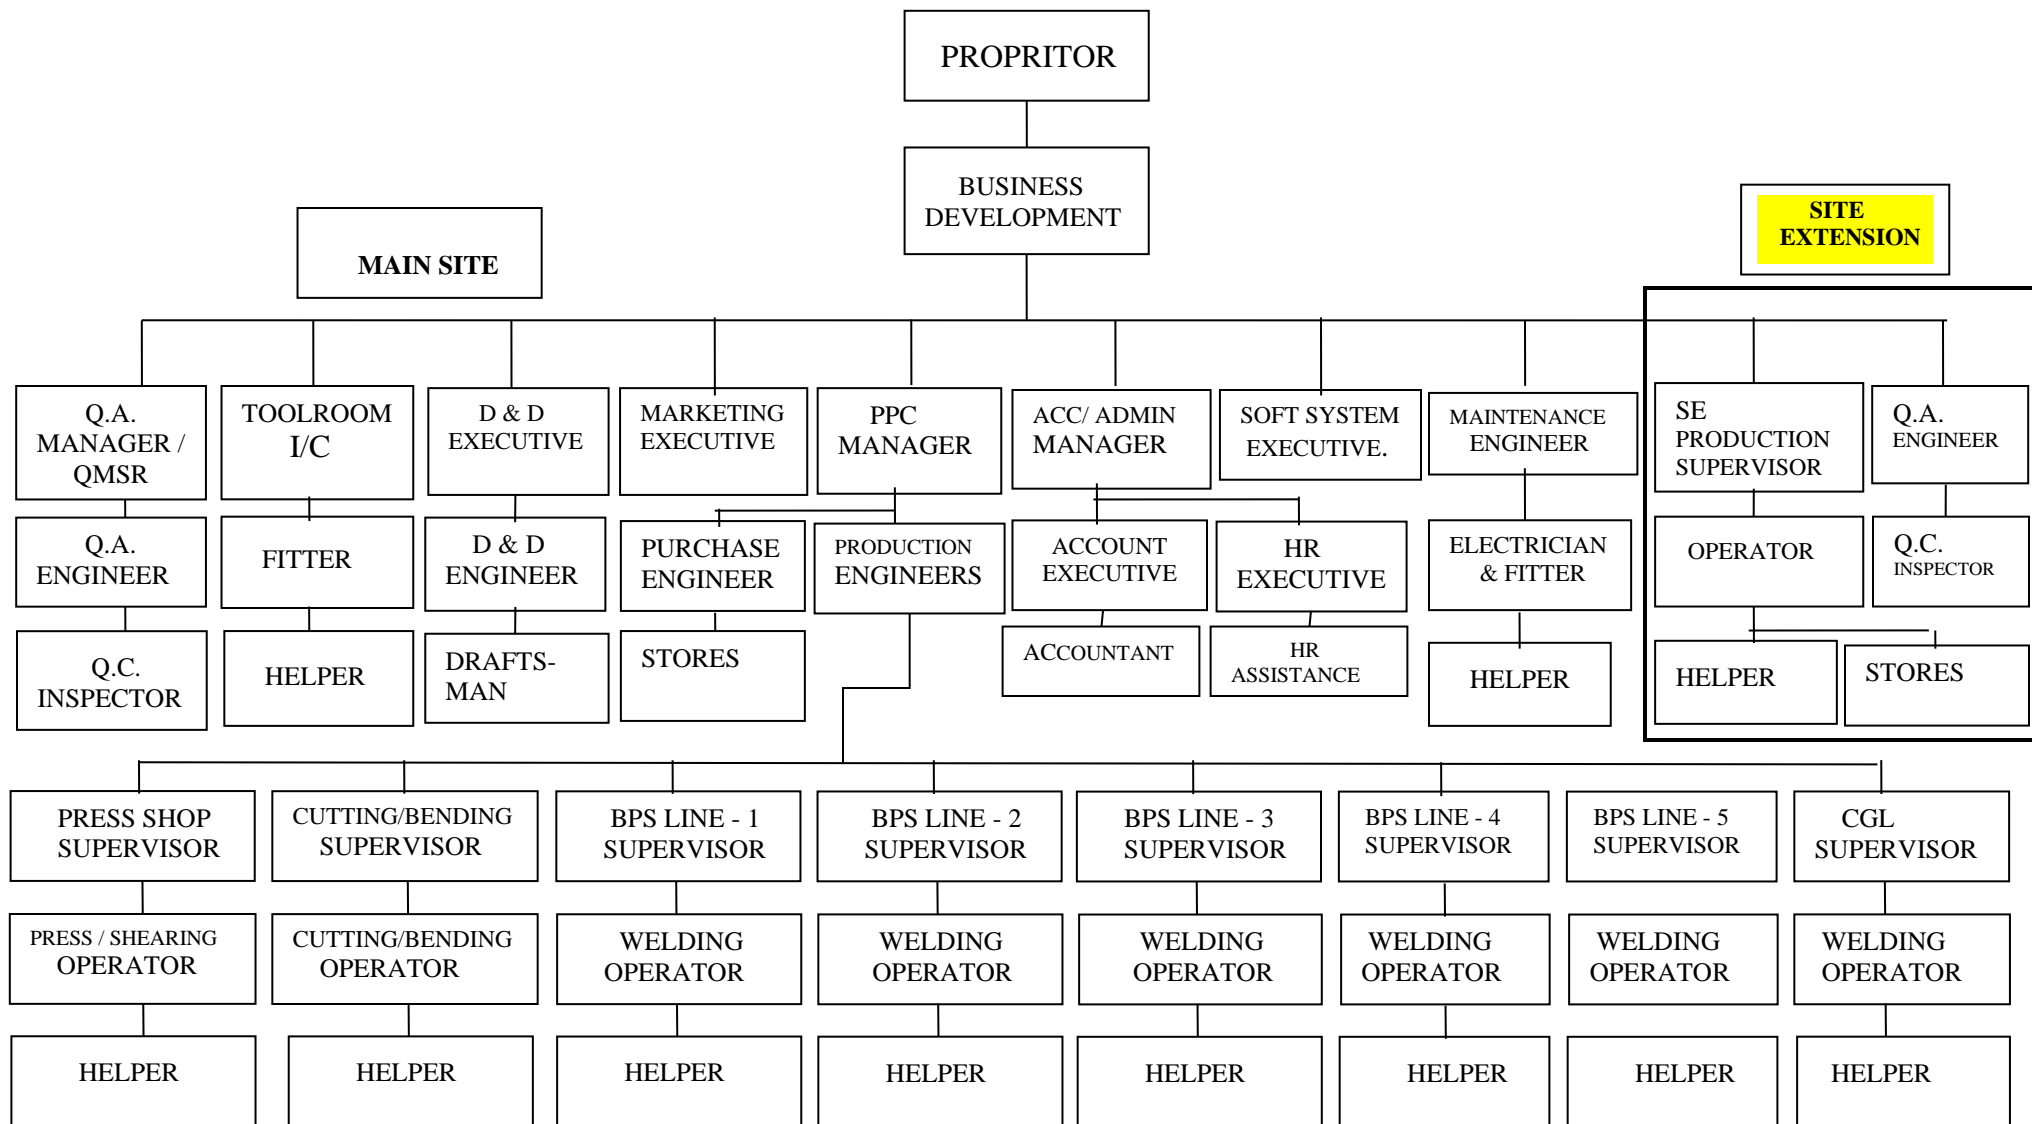 PROPRITOR
BUSINESS
DEVELOPMENT
MAIN SITE
SITE
EXTENSION
Q.A.
MANAGER /
QMSR
TOOLROOM
I/C
D & D
EXECUTIVE
MARKETING
EXECUTIVE
PPC
MANAGER
ACC/ ADMIN
MANAGER
SOFT SYSTEM
EXECUTIVE.
MAINTENANCE
ENGINEER
SE
PRODUCTION
SUPERVISOR
Q.A.
ENGINEER
Q.A.
ENGINEER
FITTER
D & D
ENGINEER
PURCHASE
ENGINEER
PRODUCTION
ENGINEERS
ACCOUNT
EXECUTIVE
HR
EXECUTIVE
ELECTRICIAN
& FITTER
OPERATOR
Q.C.
INSPECTOR
Q.C.
INSPECTOR
HELPER
DRAFTS-
MAN
STORES
ACCOUNTANT
HR
ASSISTANCE
HELPER
HELPER
STORES
PRESS SHOP
SUPERVISOR
CUTTING/BENDING
SUPERVISOR
BPS LINE - 1
SUPERVISOR
BPS LINE - 2
SUPERVISOR
BPS LINE - 3
SUPERVISOR
BPS LINE - 4
SUPERVISOR
BPS LINE - 5
SUPERVISOR
CGL
SUPERVISOR
PRESS / SHEARING
OPERATOR
CUTTING/BENDING
OPERATOR
WELDING
OPERATOR
WELDING
OPERATOR
WELDING
OPERATOR
WELDING
OPERATOR
WELDING
OPERATOR
WELDING
OPERATOR
HELPER
HELPER
HELPER
HELPER
HELPER
HELPER
HELPER
HELPER